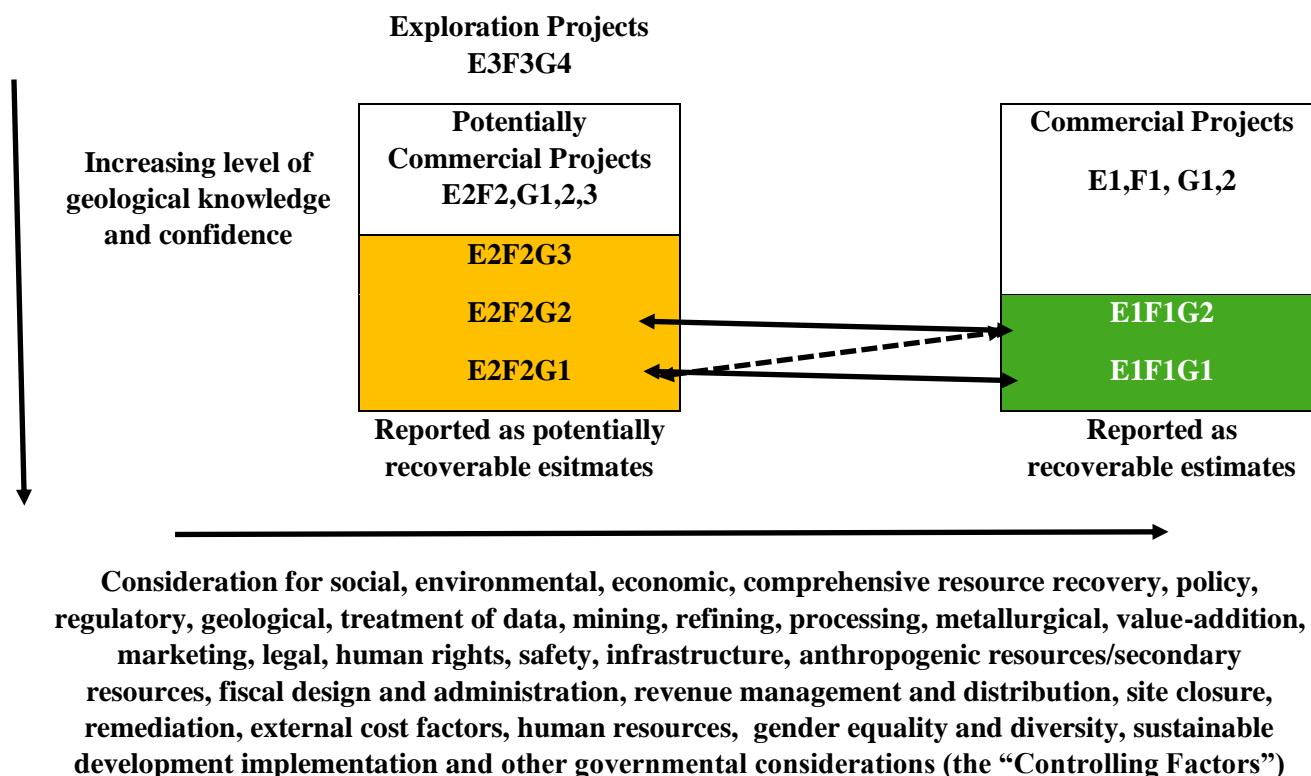 Exploration Projects
E3F3G4
Increasing level of
geological knowledge
and confidence
Potentially
Commercial Projects
E2F2,G1,2,3
E2F2G3
E2F2G2
E2F2G1
Reported as potentially
recoverable esitmates
Commercial Projects
E1,F1, G1,2
E1F1G2
E1F1G1
Reported as
recoverable estimates
Consideration for social, environmental, economic, comprehensive resource recovery, policy,
regulatory, geological, treatment of data, mining, refining, processing, metallurgical, value-addition,
marketing, legal, human rights, safety, infrastructure, anthropogenic resources/secondary
resources, fiscal design and administration, revenue management and distribution, site closure,
remediation, external cost factors, human resources, gender equality and diversity, sustainable
development implementation and other governmental considerations (the “Controlling Factors”)